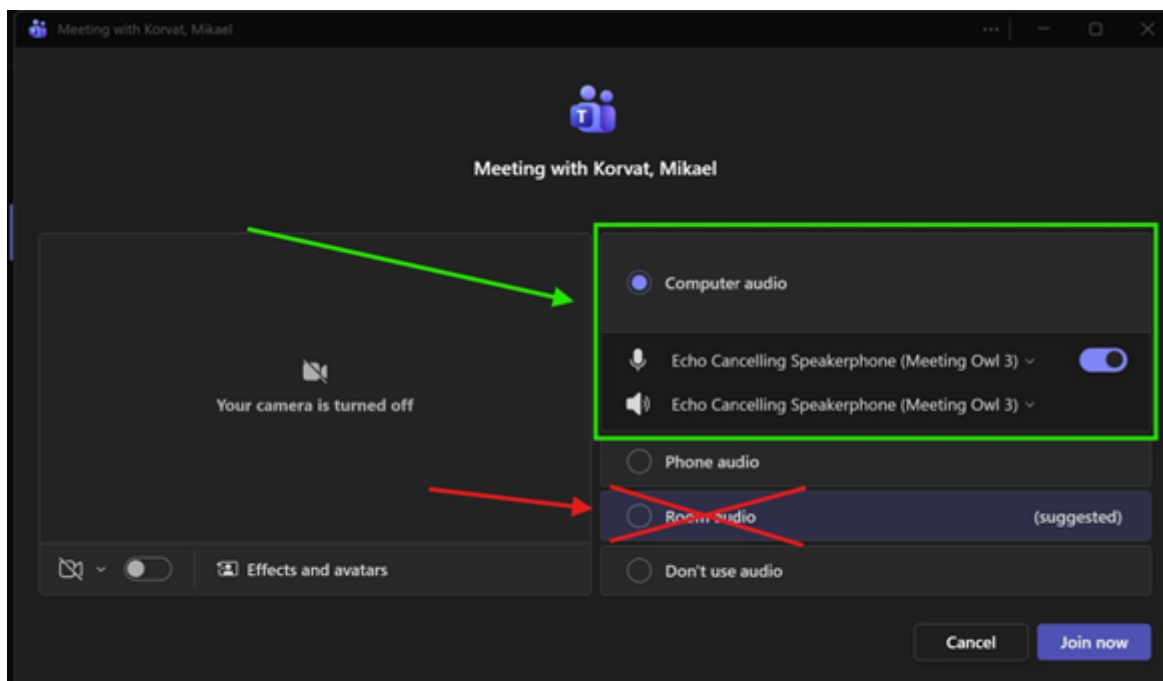 Meeting with Korvat, Mikael
T
Meeting with Korvat, Mikael
Computer audio
Echo Cancelling Speakerphone (Meeting Owl 3)
Echo Cancelling Speakerphone (Meeting Owl 3)
Your camera is turned off
Phone audio
Room audio (suggested)
Effects and avatars
Don't use audio
Cancel Join now